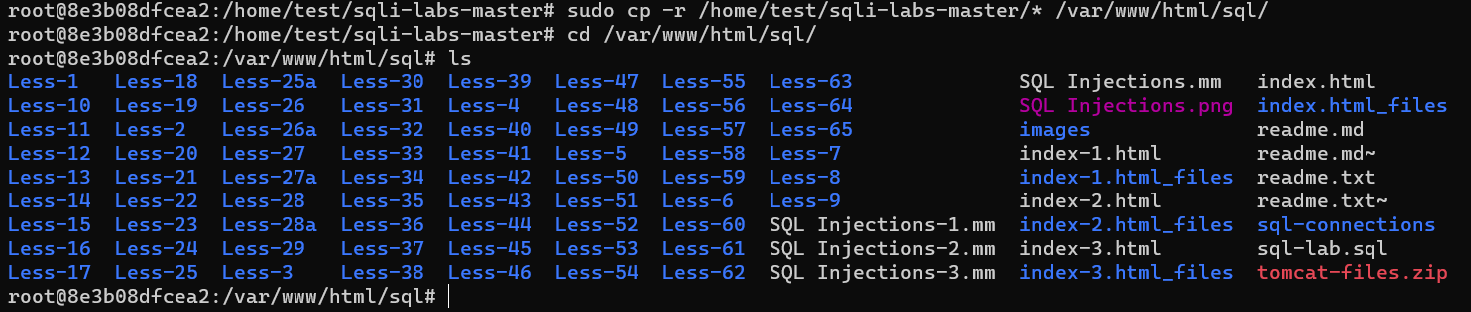 root@8e3b08dfcea2:/home/test/sqli-labs-master# sudo cp -r /home/test/sqli-labs-master/* /var/www/html/sql/
root@8e3b08dfcea2:/home/test/sqli-labs-master# cd /var/www/html/sql/
root@8e3b08dfcea2:/var/www/html/sql# ls
Less-1 Less-18 Less-25a Less-30 Less-39 Less-47 Less-55 Less-63 SQL Injections.mm index.html
Less-10 Less-19 Less-26 Less-31 Less-4 Less-48 Less-56 Less-64 SQL Injections.png index.html_files
Less-11 Less-2 Less-26a Less-32 Less-40 Less-49 Less-57 Less-65 images readme.md
Less-12 Less-20 Less-27 Less-33 Less-41 Less-5 Less-58 Less-7 index-1.html readme.md~
Less-13 Less-21 Less-27a Less-34 Less-42 Less-50 Less-59 Less-8 index-1.html_files readme.txt
Less-14 Less-22 Less-28 Less-35 Less-43 Less-51 Less-6 Less-9 index-2.html readme.txt~
Less-15 Less-23 Less-28a Less-36 Less-44 Less-52 Less-60 SQL Injections-1.mm index-2.html_files sql-connections
Less-16 Less-24 Less-29 Less-37 Less-45 Less-53 Less-61 SQL Injections-2.mm index-3.html sql-lab.sql
Less-17 Less-25 Less-3 Less-38 Less-46 Less-54 Less-62 SQL Injections-3.mm index-3.html_files tomcat-files.zip
root@8e3b08dfcea2:/var/www/html/sql#